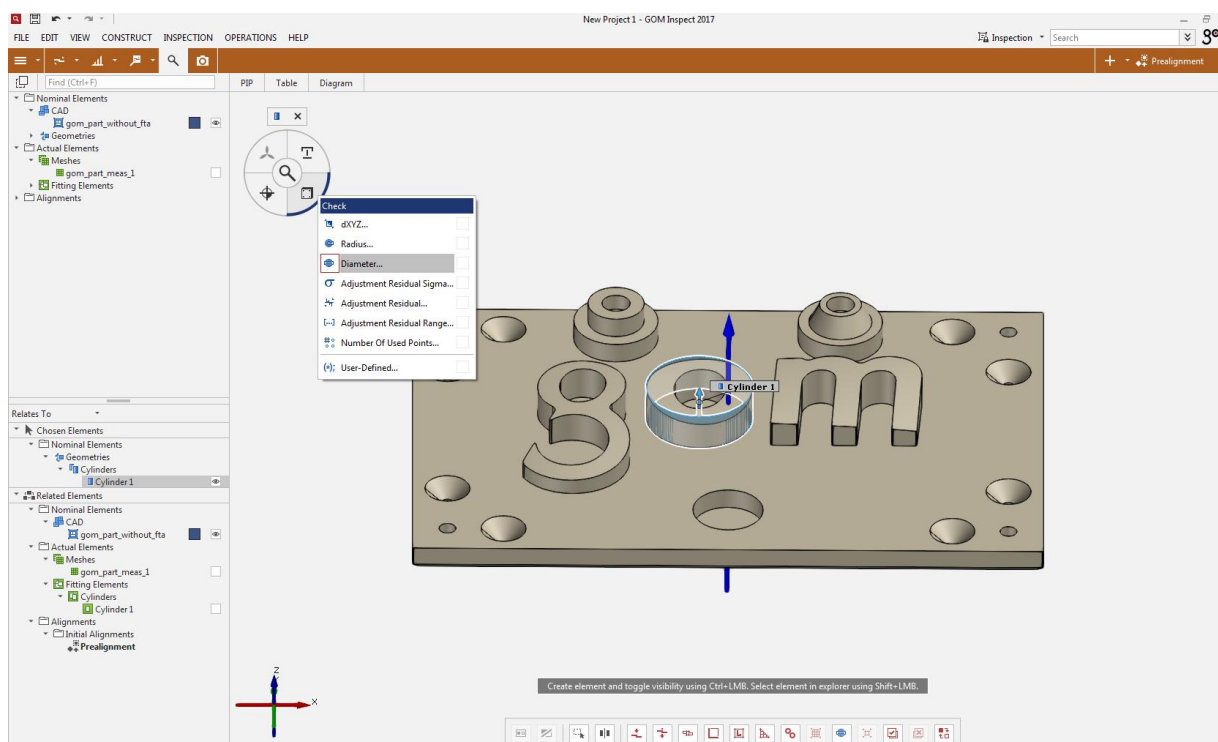 New Project 1 - GOM Inspect 2017
FILE EDIT VIEW CONSTRUCT INSPECTION OPERATIONS HELP
Inspection
Search
Prealignment
Find (Ctrl+F)
PIP Table Diagram
Nominal Elements
CAD
gom_part_without_fta
Geometries
Actual Elements
Meshes
gom_part_meas_1
Fitting Elements
Alignments
Check
dXYZ...
Radius...
Diameter...
Adjustment Residual Sigma...
Adjustment Residual...
Adjustment Residual Range...
Number Of Used Points...
User-Defined...
Cylinder 1
gom
Relates To
Chosen Elements
Nominal Elements
Geometries
Cylinders
Cylinder 1
Related Elements
Nominal Elements
CAD
gom_part_without_fta
Actual Elements
Meshes
gom_part_meas_1
Fitting Elements
Cylinders
Cylinder 1
Alignments
Initial Alignments
Prealignment
Z
X
Create element and toggle visibility using Ctrl+LMB. Select element in explorer using Shift+LMB.